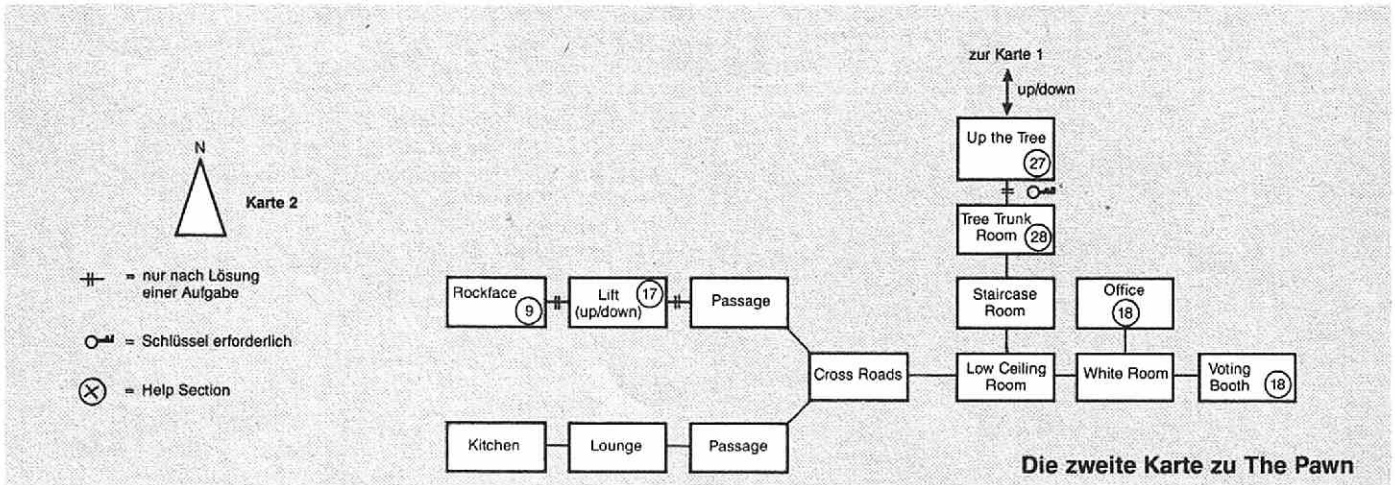 zur Karte 1
up/down
Up the Tree
27
N
Karte 2
Tree Trunk
Room 28
= nur nach Lösung
einer Aufgabe
Rockface
9
Lift 17
(up/down)
Passage
Staircase
Room
Office
18
= Schlüssel erforderlich
Cross Roads
Low Ceiling
Room
White Room
Voting
Booth 18
= Help Section
Kitchen
Lounge
Passage
Die zweite Karte zu The Pawn